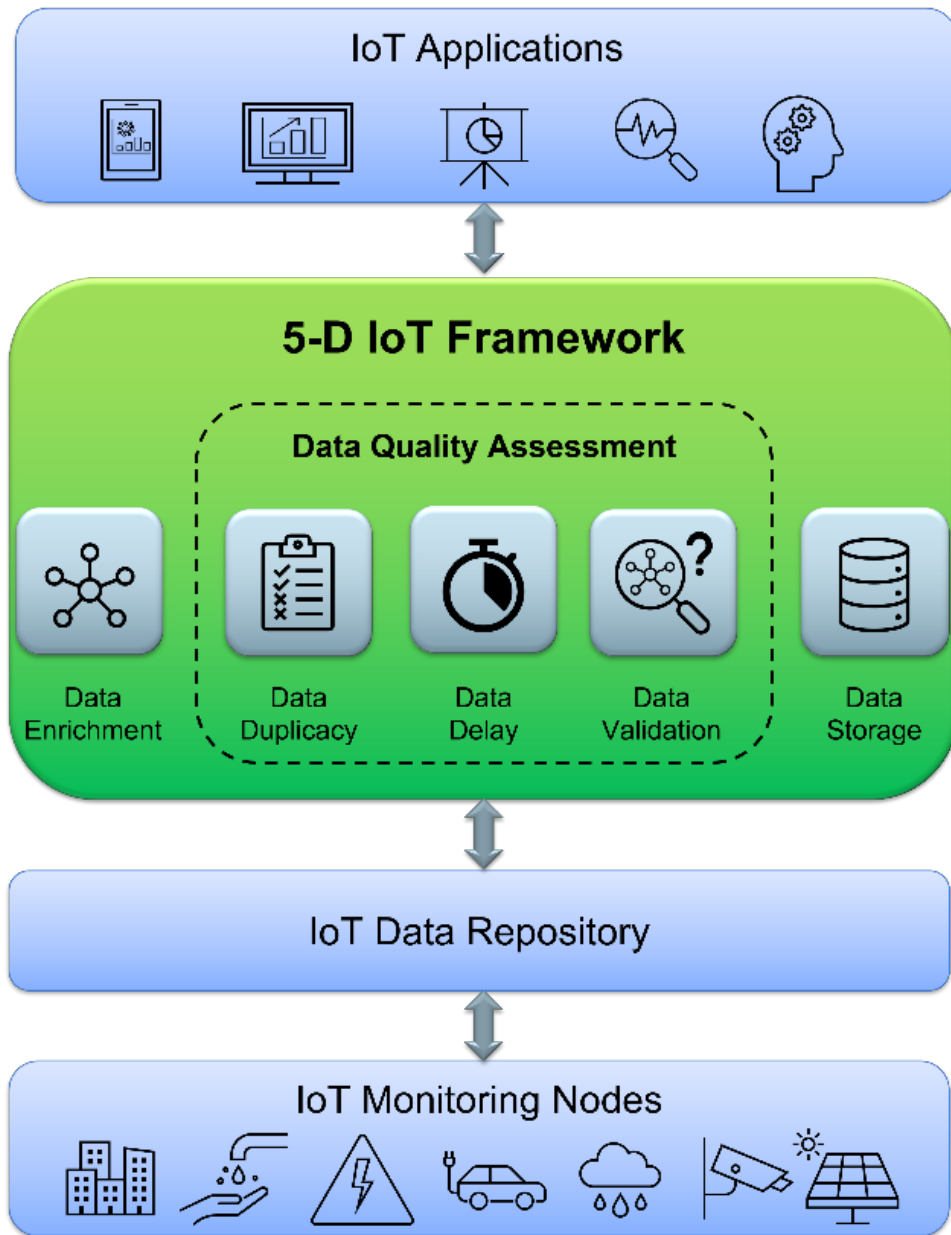 IoT Applications
5-D IoT Framework
Data Quality Assessment
Data
Enrichment
Data
Duplicacy
Data
Delay
Data
Validation
Data
Storage
IoT Data Repository
IoT Monitoring Nodes